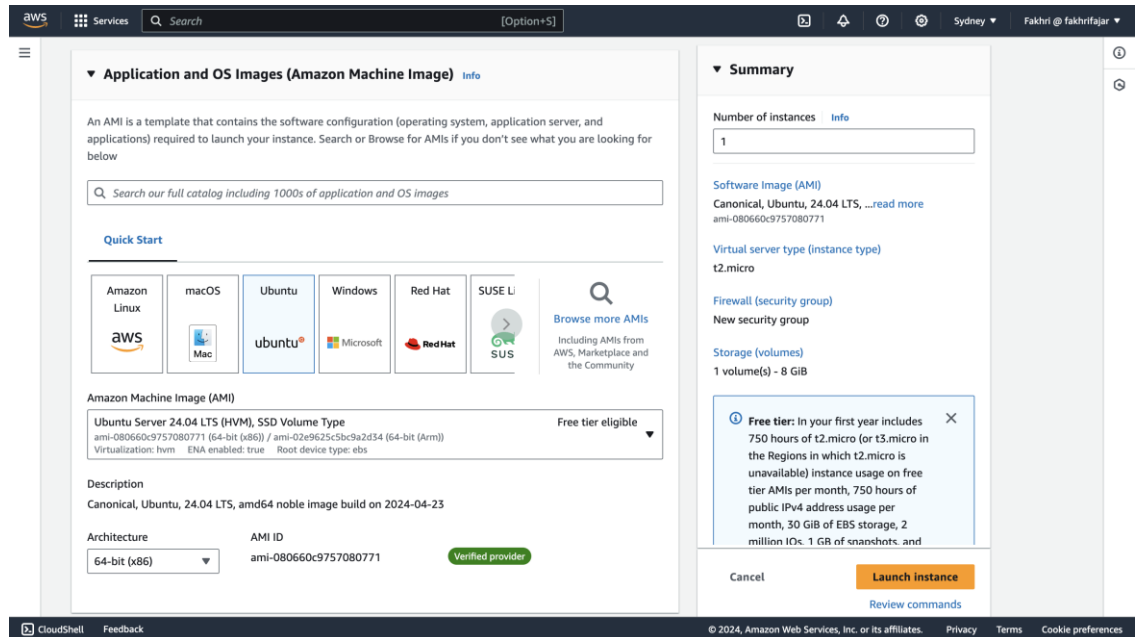 aws
Services
Search
[Option+S]
Sydney
Fakhri @ fakhrifajar
Application and OS Images (Amazon Machine Image) Info
An AMI is a template that contains the software configuration (operating system, application server, and
applications) required to launch your instance. Search or Browse for AMIs if you don't see what you are looking for
below
Search our full catalog including 1000s of application and OS images
Quick Start
Amazon
Linux
aws
macOS
Mac
Ubuntu
ubuntu
Windows
Microsoft
Red Hat
Red Hat
SUSE Li
SUS
Browse more AMIs
Including AMIs from
AWS, Marketplace and
the Community
Amazon Machine Image (AMI)
Ubuntu Server 24.04 LTS (HVM), SSD Volume Type
Free tier eligible
ami-080660c9757080771 (64-bit (x86)) / ami-02e9625c5bc9a2d34 (64-bit (Arm))
Virtualization: hvm ENA enabled: true Root device type: ebs
Description
Canonical, Ubuntu, 24.04 LTS, amd64 noble image build on 2024-04-23
Architecture
64-bit (x86)
AMI ID
ami-080660c9757080771
Verified provider
Summary
Number of instances Info
1
Software Image (AMI)
Canonical, Ubuntu, 24.04 LTS, ...read more
ami-080660c9757080771
Virtual server type (instance type)
t2.micro
Firewall (security group)
New security group
Storage (volumes)
1 volume(s) - 8 GiB
Free tier: In your first year includes
750 hours of t2.micro (or t3.micro in
the Regions in which t2.micro is
unavailable) instance usage on free
tier AMIs per month, 750 hours of
public IPv4 address usage per
month, 30 GiB of EBS storage, 2
million IOs, 1 GB of snapshots, and
Cancel
Launch instance
Review commands
CloudShell
Feedback
© 2024, Amazon Web Services, Inc. or its affiliates.
Privacy
Terms
Cookie preferences